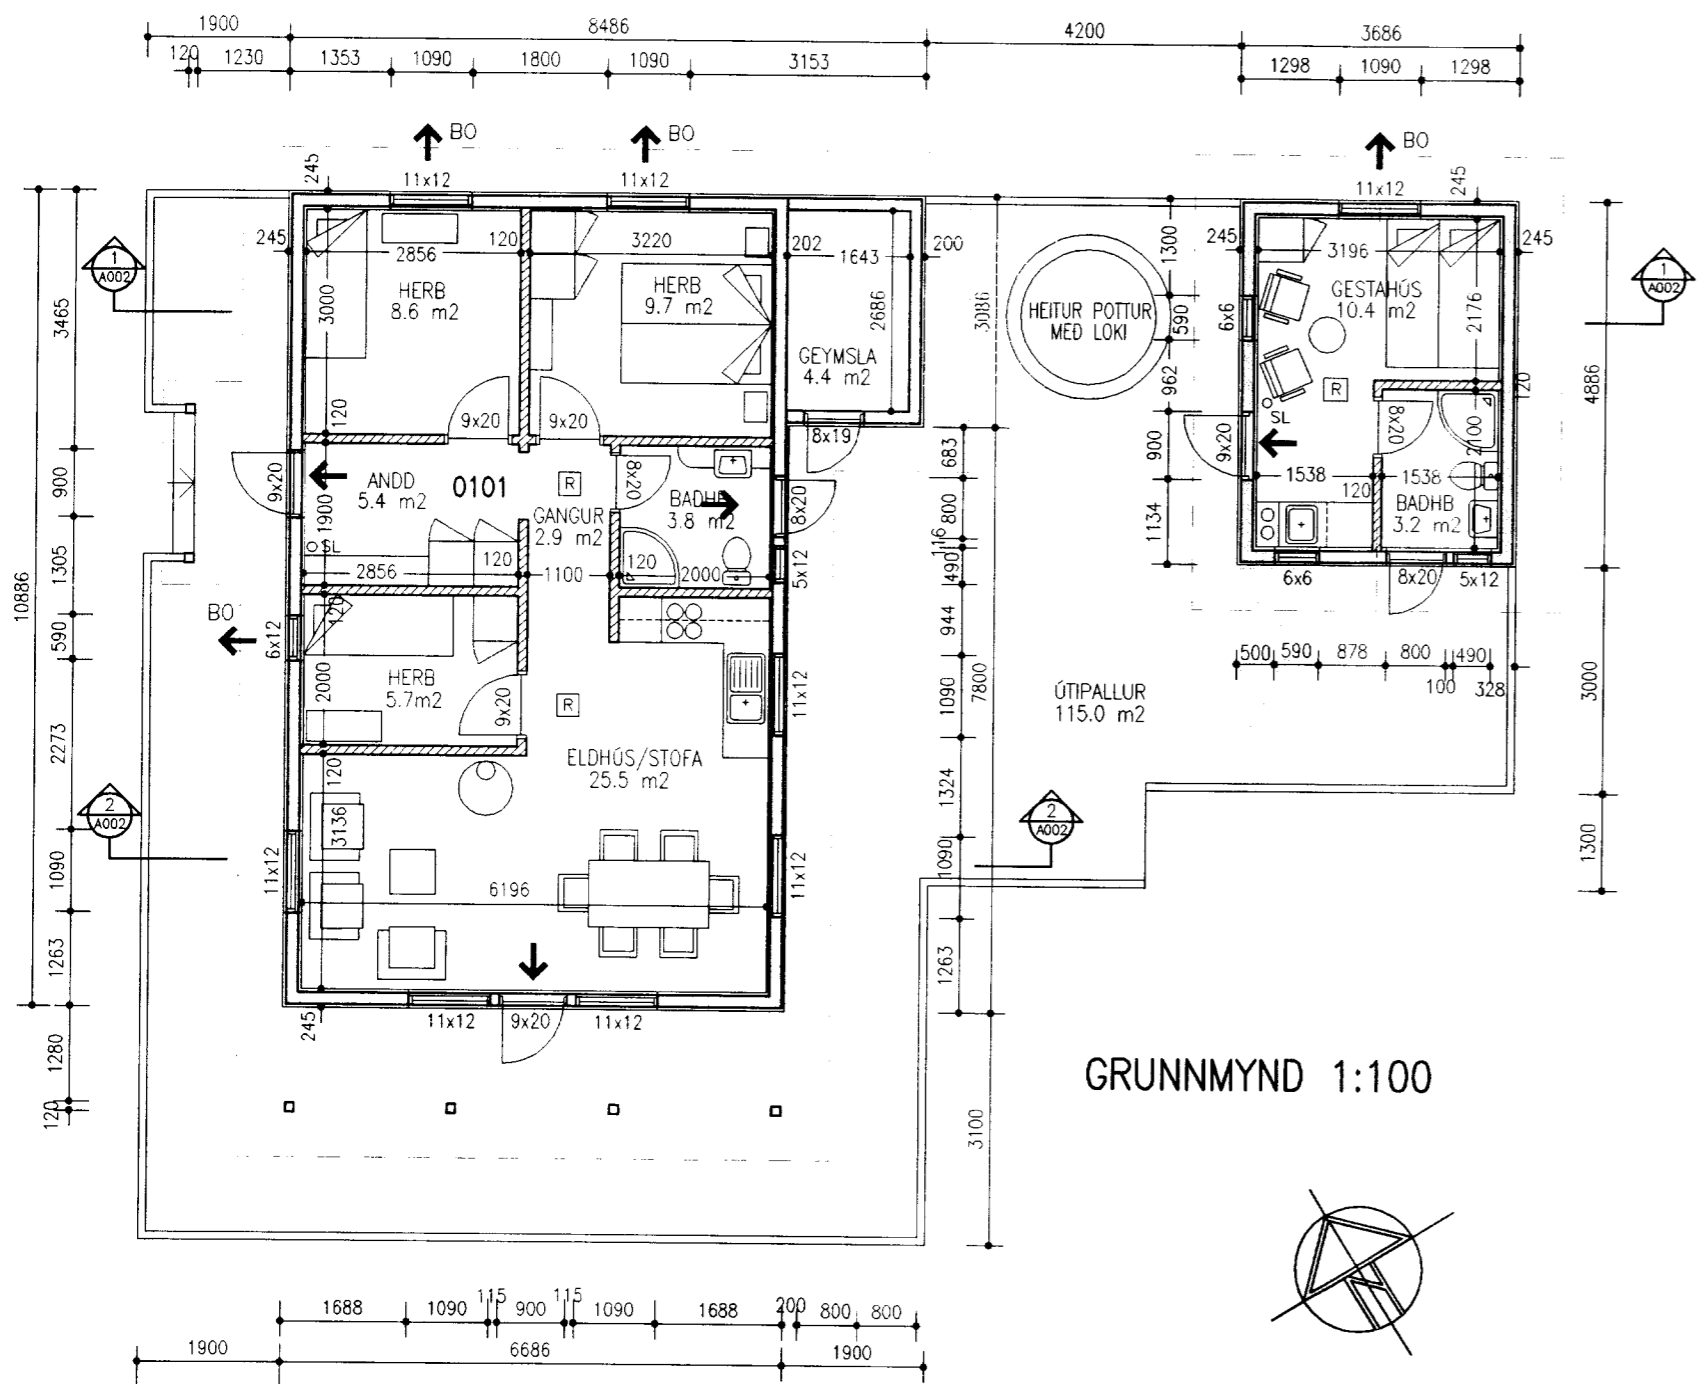 1900 8486 4200 3686
120 1230 1353 1090 1800 1090 3153 1298 1090 1298
BO BO BO
245 11x12 11x12 11x12 245
245 2856 120 3220 202 1643 200 245 3196 245
1
A002
1
A002
HERB
8.6 m2
HERB
9.7 m2
3000
2686
GEYMSLA
4.4 m2
3086
HEITUR POTTUR
MEÐ LOKI
1300
590
962
900
1134
6x6
GESTAHÚS
10.4 m2
2176
R
SL
120
4886
3465
10886
120
9x20 9x20
8x19
9x20
8x20
2100
1538 1538
120
BADHB
3.2 m2
6x6 8x20 5x12
900
9x20
ANDD
5.4 m2
0101
R
GANGUR
2.9 m2
8x20
BADHB
3.8 m2
8x20
683
800
116
490
1900
SL
1305
2856 120 1100 120 2000
5x12
BO
590
6x12
120
944
500 590 878 800 490
100 328
3000
HERB
5.7m2
2000
9x20
R
11x12
1090
7800
ÚTIPALLUR
115.0 m2
2273
ELDHÚS/STOFA
25.5 m2
120
3136
1324
2
A002
2
A002
1300
1090
11x12
6196
11x12
1090
1263
1263
245
11x12 9x20 11x12
1280
120
3100
GRUNNMYND 1:100
1688 1090 115 900 115 1090 1688 200 800 800
1900 6686 1900